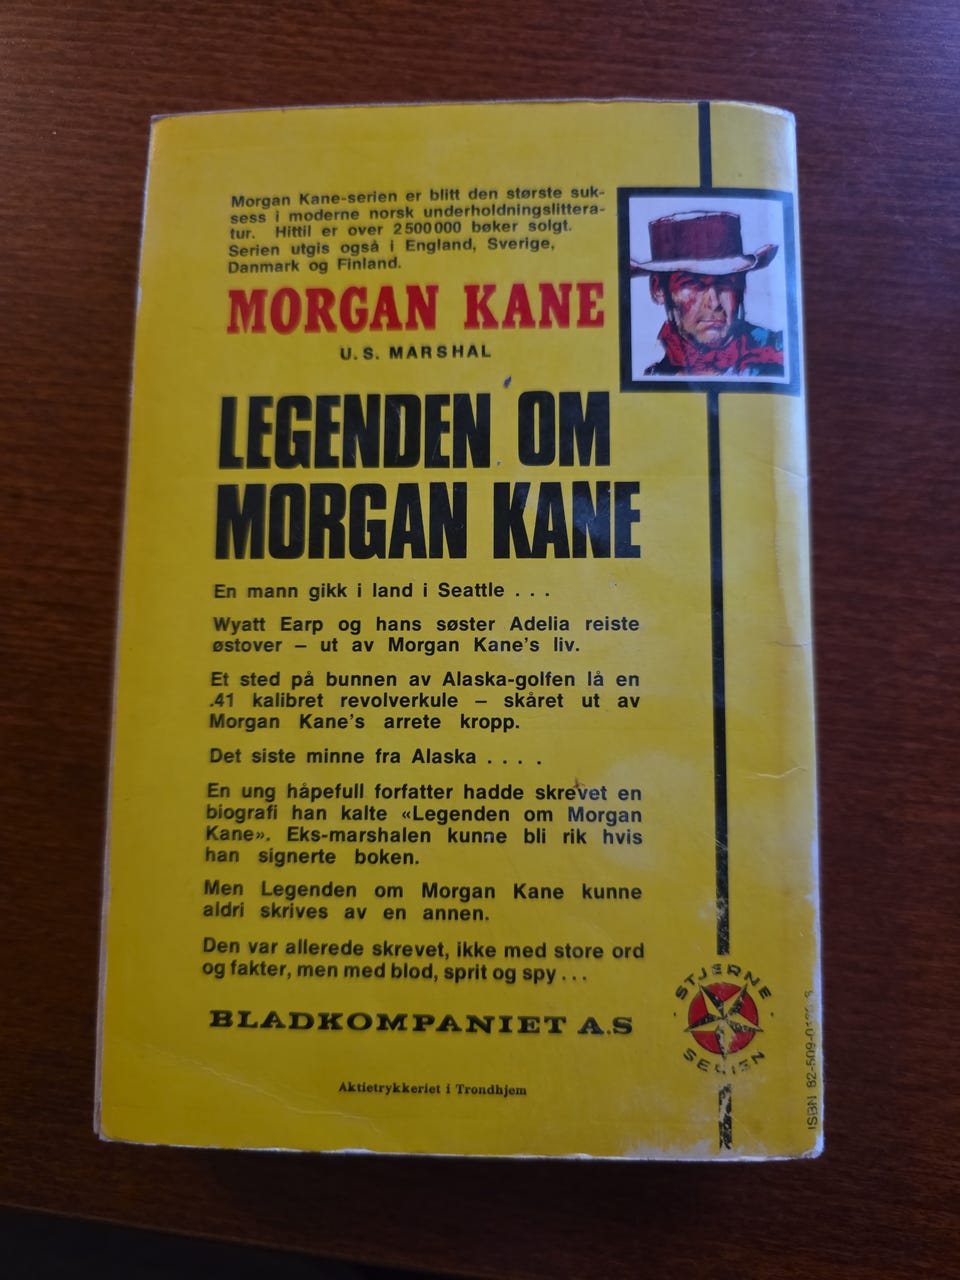 Morgan Kane-serien er blitt den største suk-
sess i moderne norsk underholdningslittera-
tur. Hittil er over 2 500 000 bøker solgt.
Serien utgis også i England, Sverige,
Danmark og Finland.
MORGAN KANE
U.S. MARSHAL
LEGENDEN OM
MORGAN KANE
En mann gikk i land i Seattle . . .
Wyatt Earp og hans søster Adelia reiste
østover – ut av Morgan Kane's liv.
Et sted på bunnen av Alaska-golfen lå en
.41 kalibret revolverkule – skåret ut av
Morgan Kane's arrete kropp.
Det siste minne fra Alaska . . . .
En ung håpefull forfatter hadde skrevet en
biografi han kalte «Legenden om Morgan
Kane». Eks-marshalen kunne bli rik hvis
han signerte boken.
Men Legenden om Morgan Kane kunne
aldri skrives av en annen.
Den var allerede skrevet, ikke med store ord
og fakter, men med blod, sprit og spy . . .
BLADKOMPANIET A.S
Aktietrykkeriet i Trondhjem
STJERNE
SERIEN
ISBN